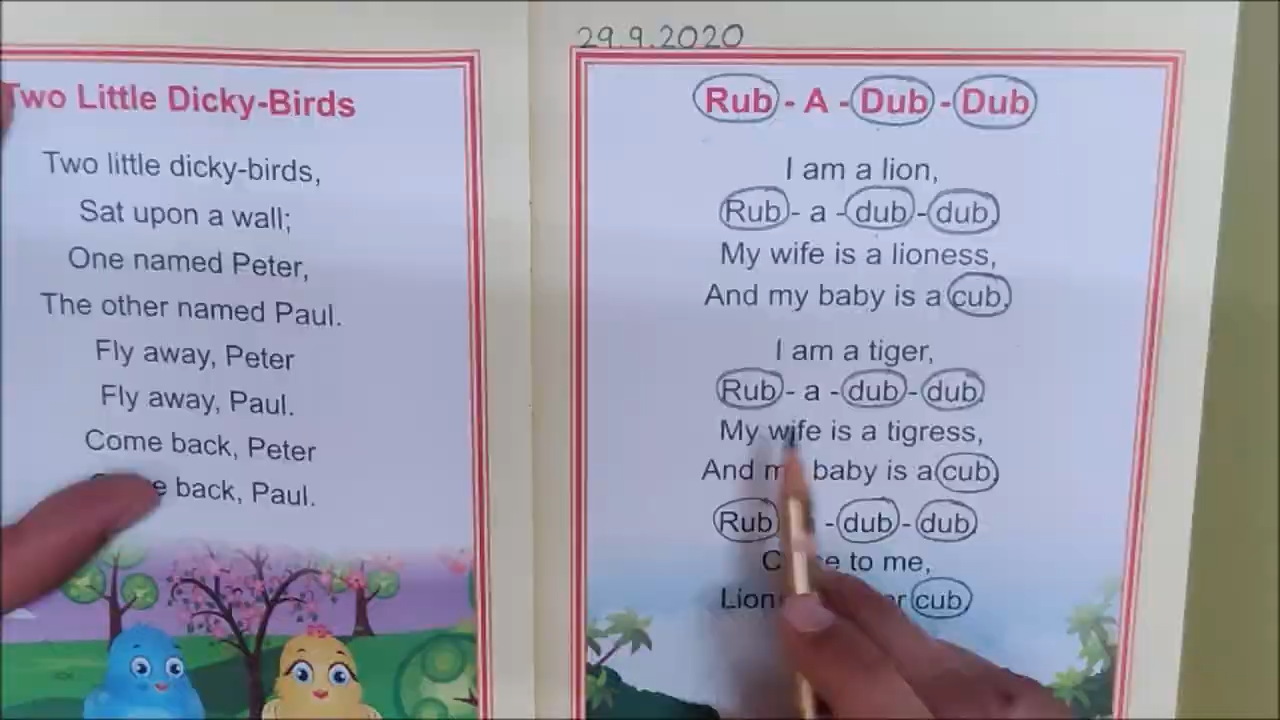 Two Little Dicky-Birds
Two little dicky-birds,
Sat upon a wall;
One named Peter,
The other named Paul.
Fly away, Peter
Fly away, Paul.
Come back, Peter
back, Paul.
29.9.2020
Rub - A - Dub - Dub
I am a lion,
Rub - a - dub - dub,
My wife is a lioness,
And my baby is a cub,
I am a tiger,
Rub - a - dub - dub
My wife is a tigress,
And my baby is a cub,
Rub - dub - dub,
to me,
cub,